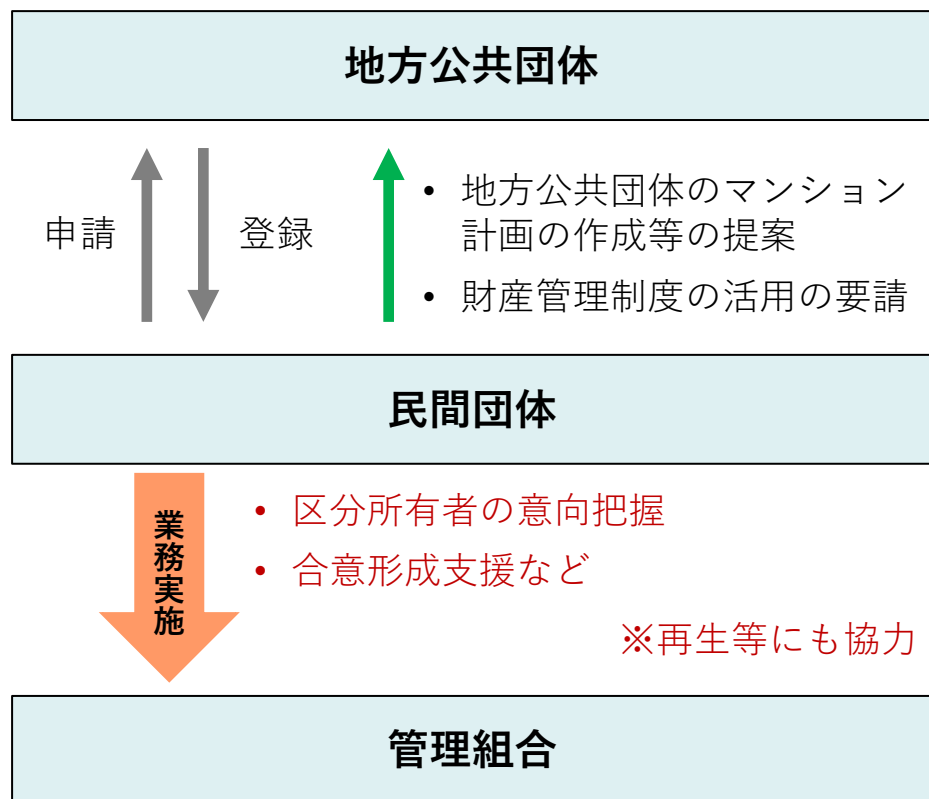 地方公共団体
申請
登録
• 地方公共団体のマンション
計画の作成等の提案
• 財産管理制度の活用の要請
民間団体
業務実施
• 区分所有者の意向把握
• 合意形成支援など
※再生等にも協力
管理組合